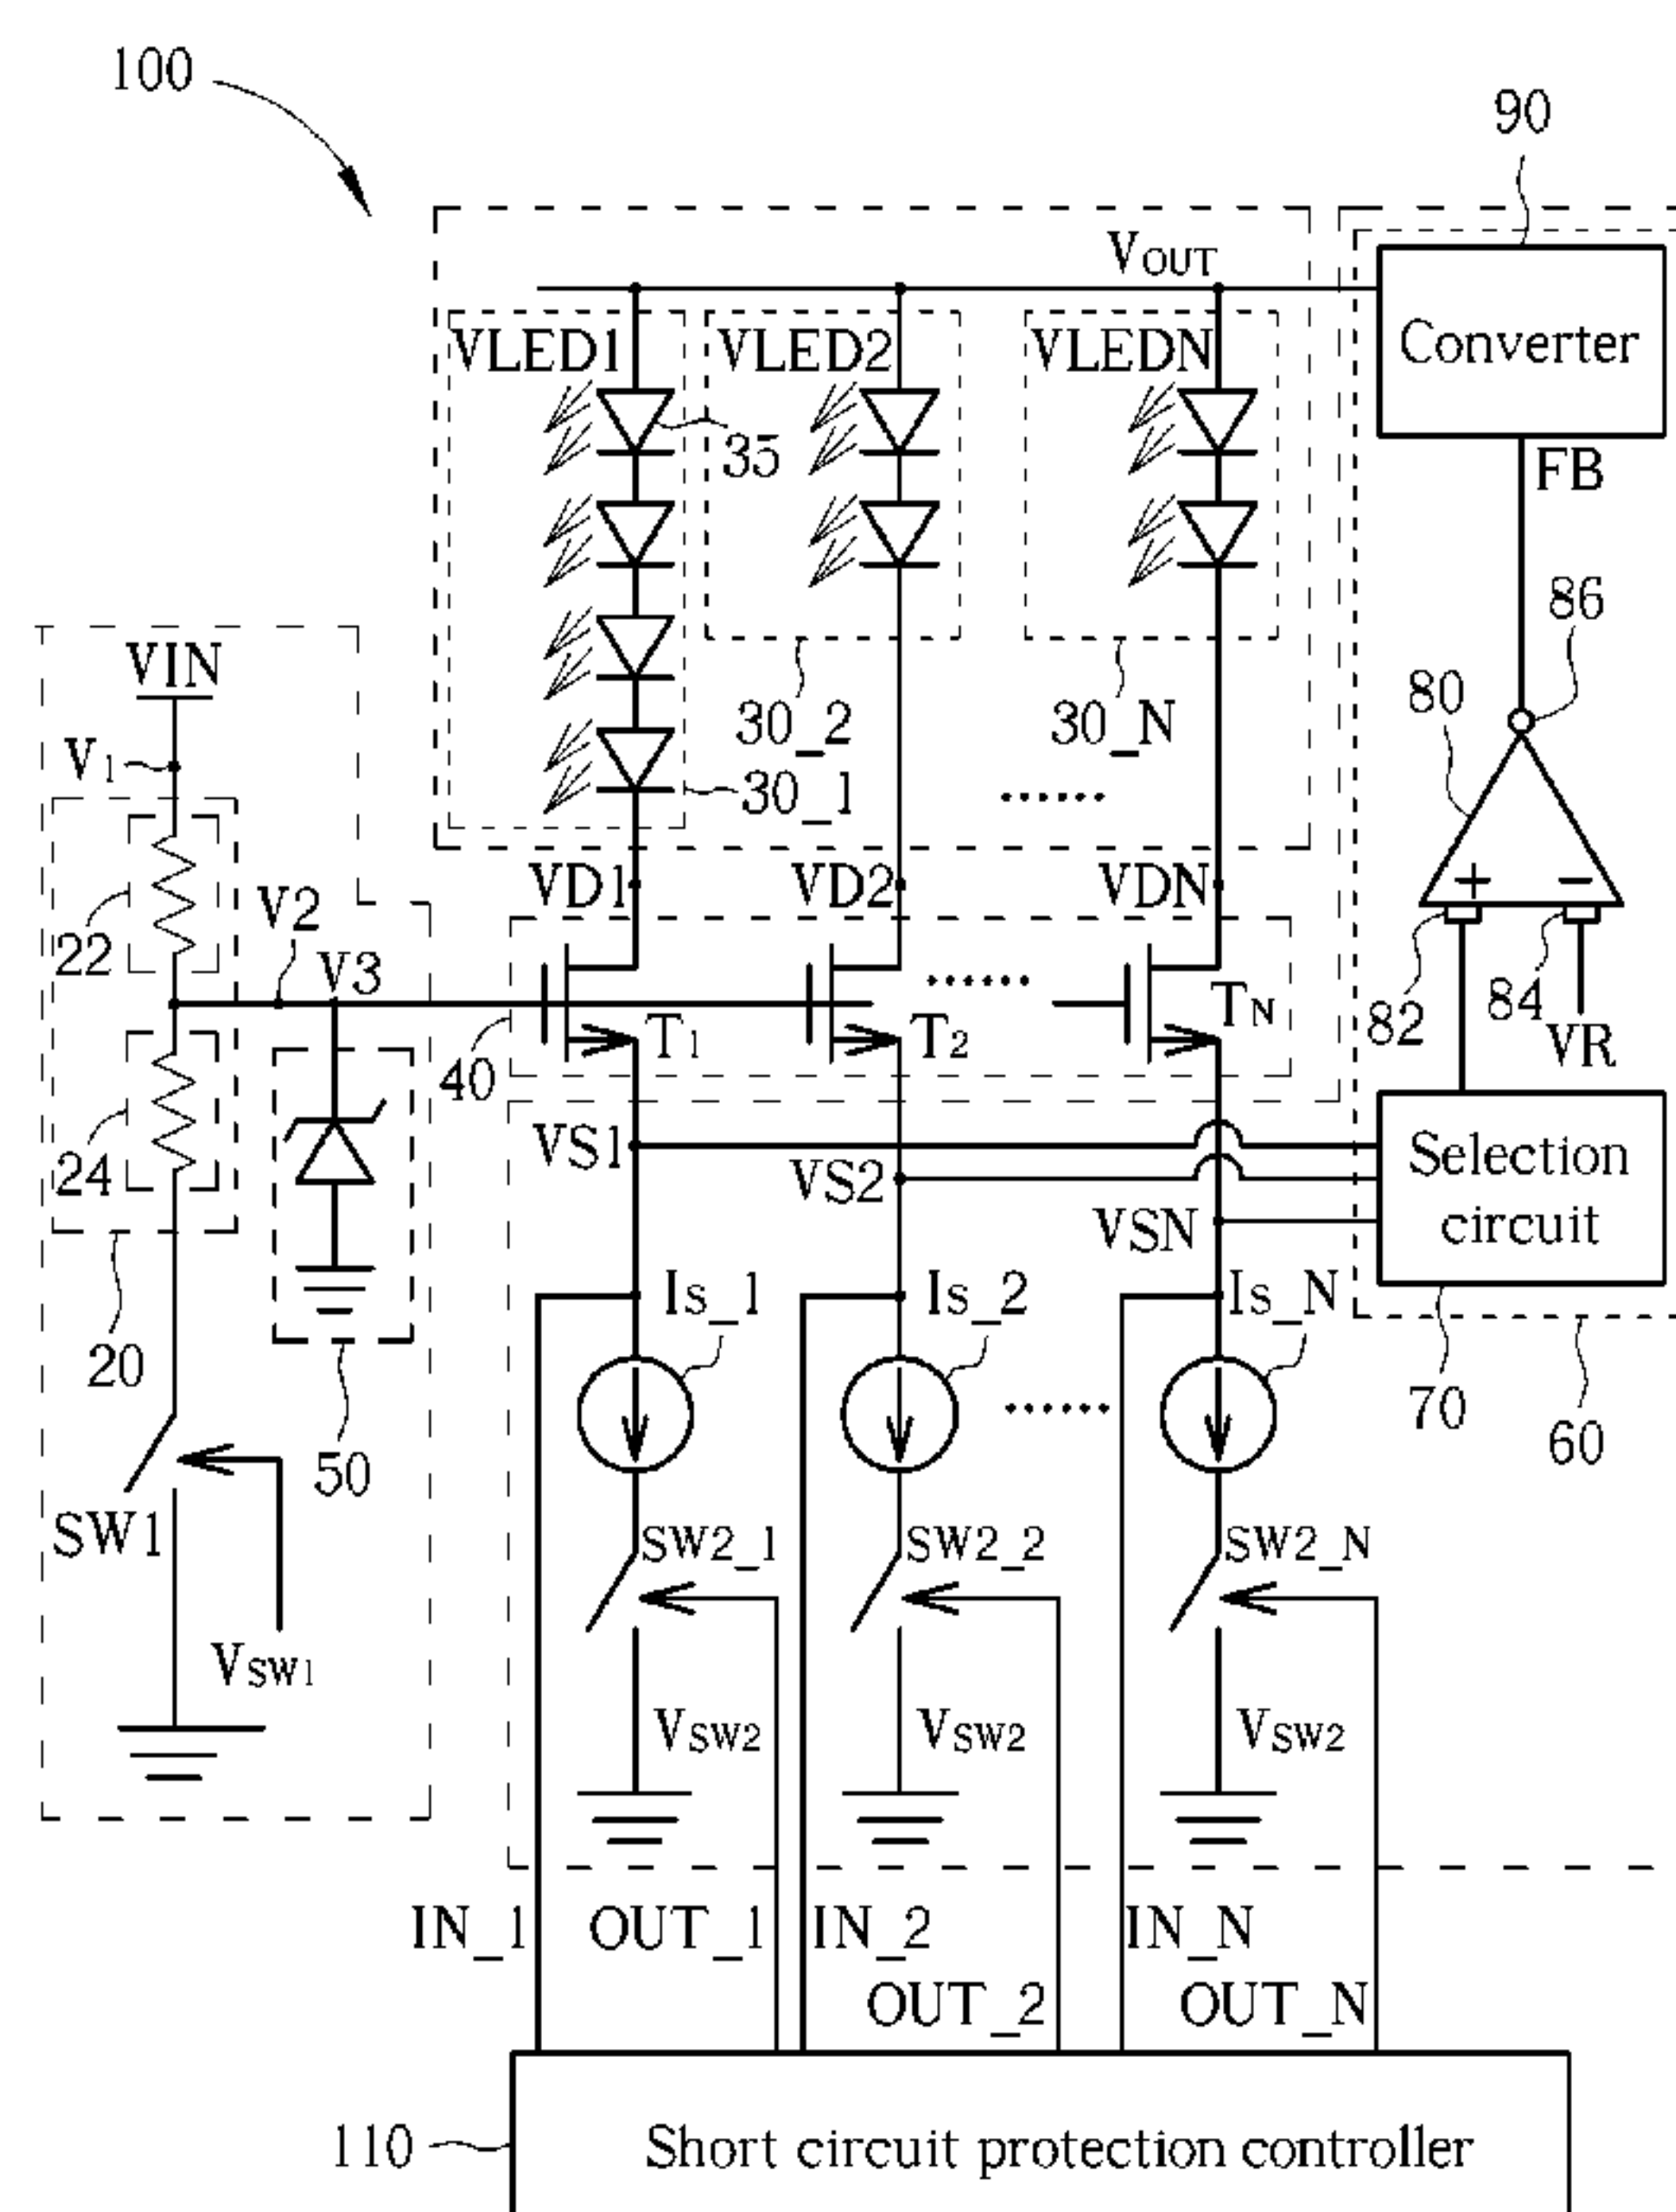 100
90
VOUT
Converter
VLED1
VLED2
VLEDN
35
FB
86
VIN
80
30_2
30_N
V1
30_1
VD1
VD2
VDN
+
−
22
V2
V3
82
84
VR
T1
T2
TN
40
24
VS1
VS2
VSN
Selection
circuit
20
50
Is_1
Is_2
Is_N
70
60
SW1
SW2_1
SW2_2
SW2_N
VSW1
VSW2
VSW2
VSW2
IN_1
OUT_1
IN_2
IN_N
OUT_2
OUT_N
110
Short circuit protection controller